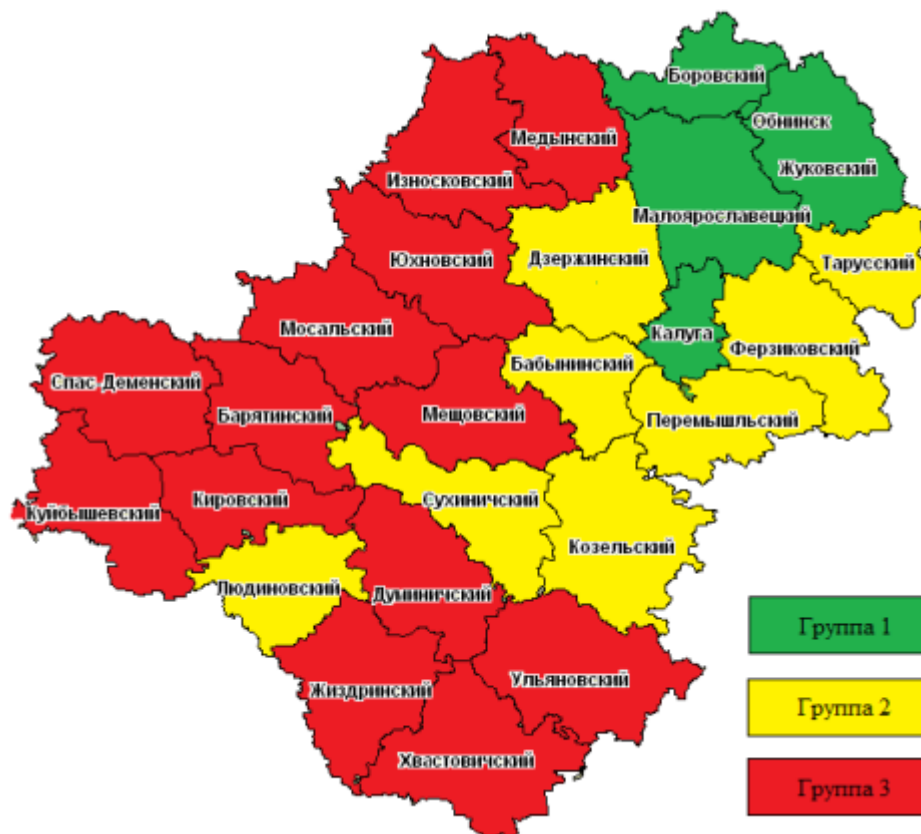 Боровский
Обнинск
Медынский
Жуковский
Износковский
Малоярославецкий
Юхновский
Дзержинский
Тарусский
Мосальский
Калуга
Ферзиковский
Бабынинский
Спас-Деменский
Барятинский
Мещовский
Перемышльский
Кировский
Сухиничский
Куйбышевский
Козельский
Людиновский
Думиничский
Группа 1
Ульяновский
Жиздринский
Группа 2
Хвастовичский
Группа 3